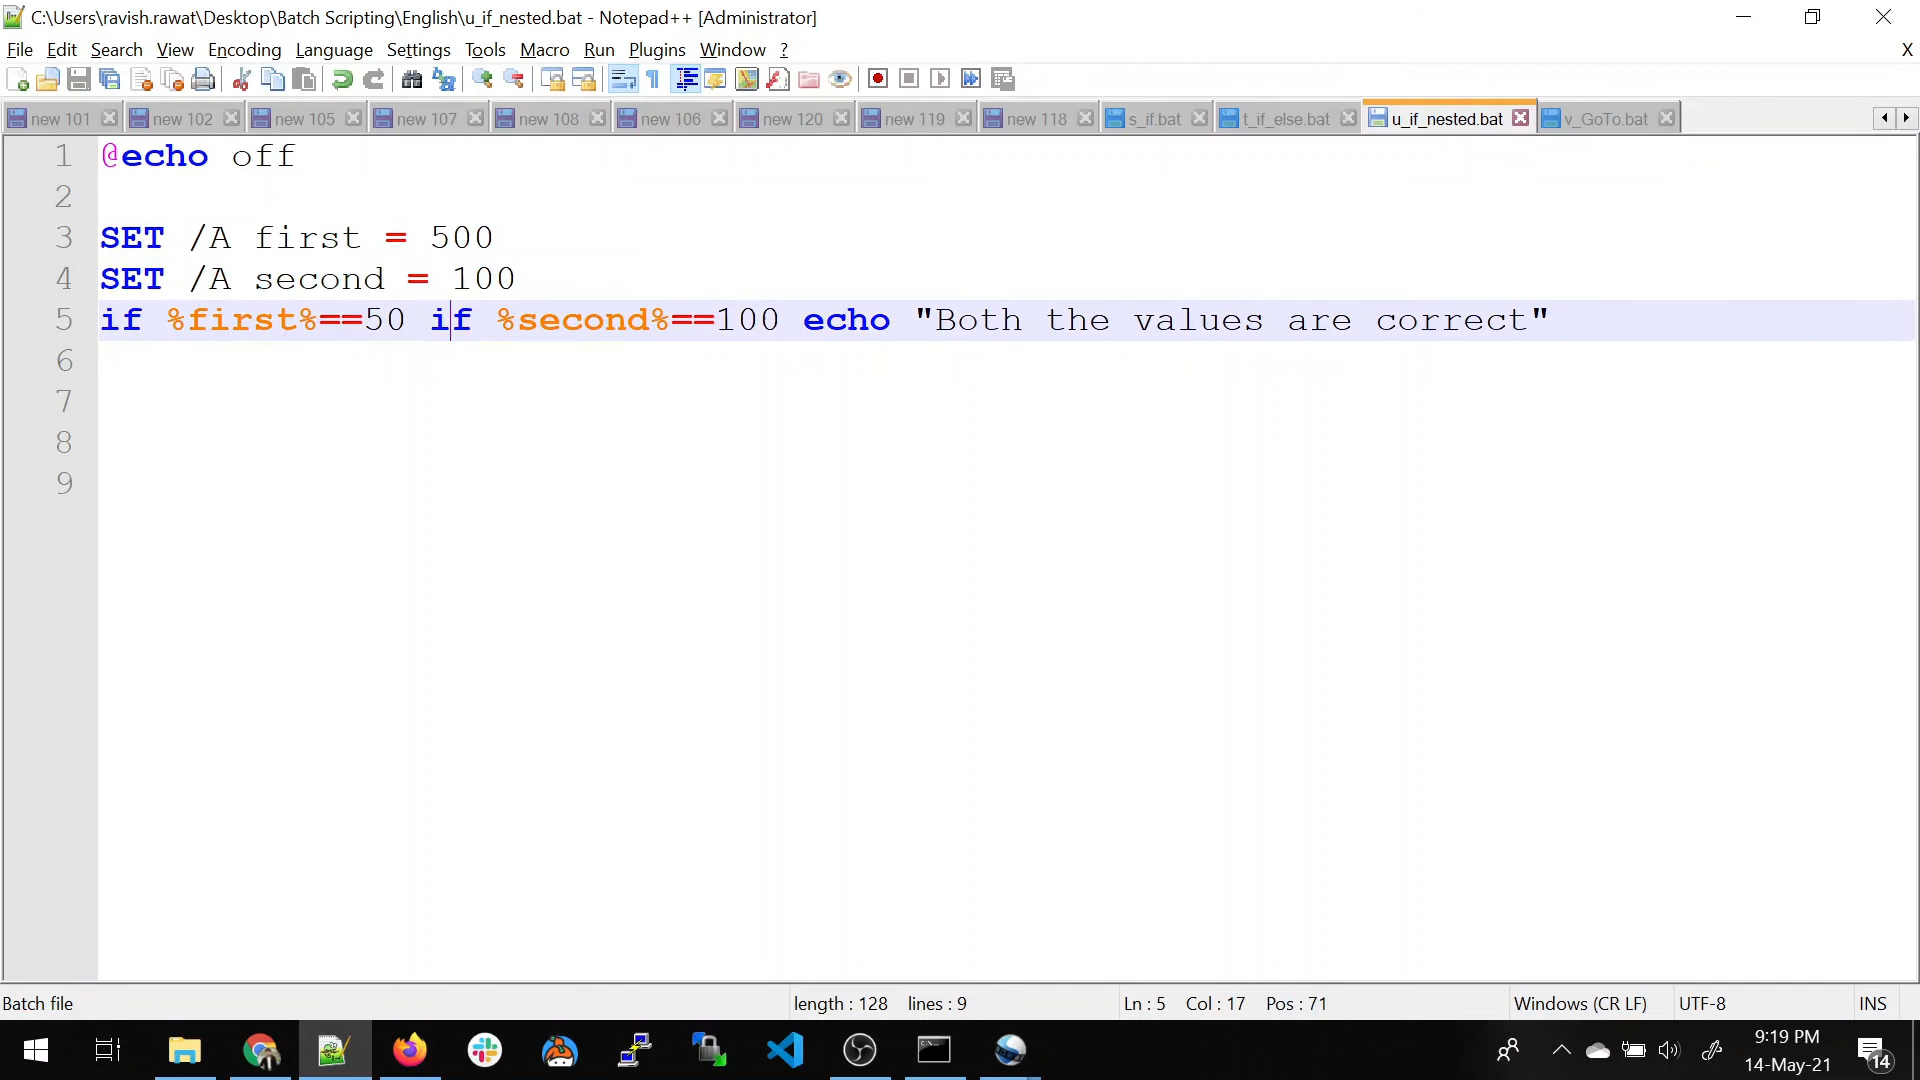 C:\Users\ravish.rawat\Desktop\Batch Scripting\English\u_if_nested.bat - Notepad++ [Administrator]
File Edit Search View Encoding Language Settings Tools Macro Run Plugins Window ? X
new 101 new 102 new 105 new 107 new 108 new 106 new 120 new 119 new 118 s_if.bat t_if_else.bat u_if_nested.bat v_GoTo.bat
1 @echo off
2
3 SET /A first = 500
4 SET /A second = 100
5 if %first%==50 if %second%==100 echo "Both the values are correct"
6
7
8
9
Batch file length : 128 lines : 9 Ln : 5 Col : 17 Pos : 71 Windows (CR LF) UTF-8 INS
9:19 PM
14-May-21
14